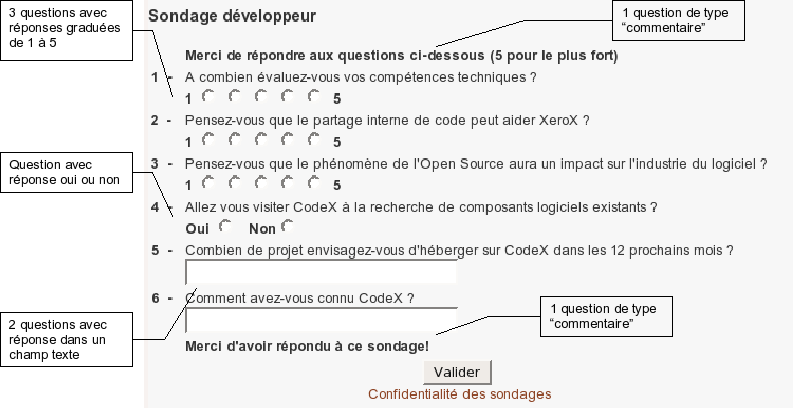 3 questions avec
réponses graduées
de 1 à 5
Sondage développeur
1 question de type
“commentaire”
Merci de répondre aux questions ci-dessous (5 pour le plus fort)
1 - A combien évaluez-vous vos compétences techniques ?
1 5
2 - Pensez-vous que le partage interne de code peut aider XeroX ?
1 5
Question avec
réponse oui ou non
3 - Pensez-vous que le phénomène de l'Open Source aura un impact sur l'industrie du logiciel ?
1 5
4 - Allez vous visiter CodeX à la recherche de composants logiciels existants ?
Oui Non
5 - Combien de projet envisagez-vous d'héberger sur CodeX dans les 12 prochains mois ?
6 - Comment avez-vous connu CodeX ?
2 questions avec
réponse dans un
champ texte
1 question de type
“commentaire”
Merci d'avoir répondu à ce sondage!
Valider
Confidentialité des sondages